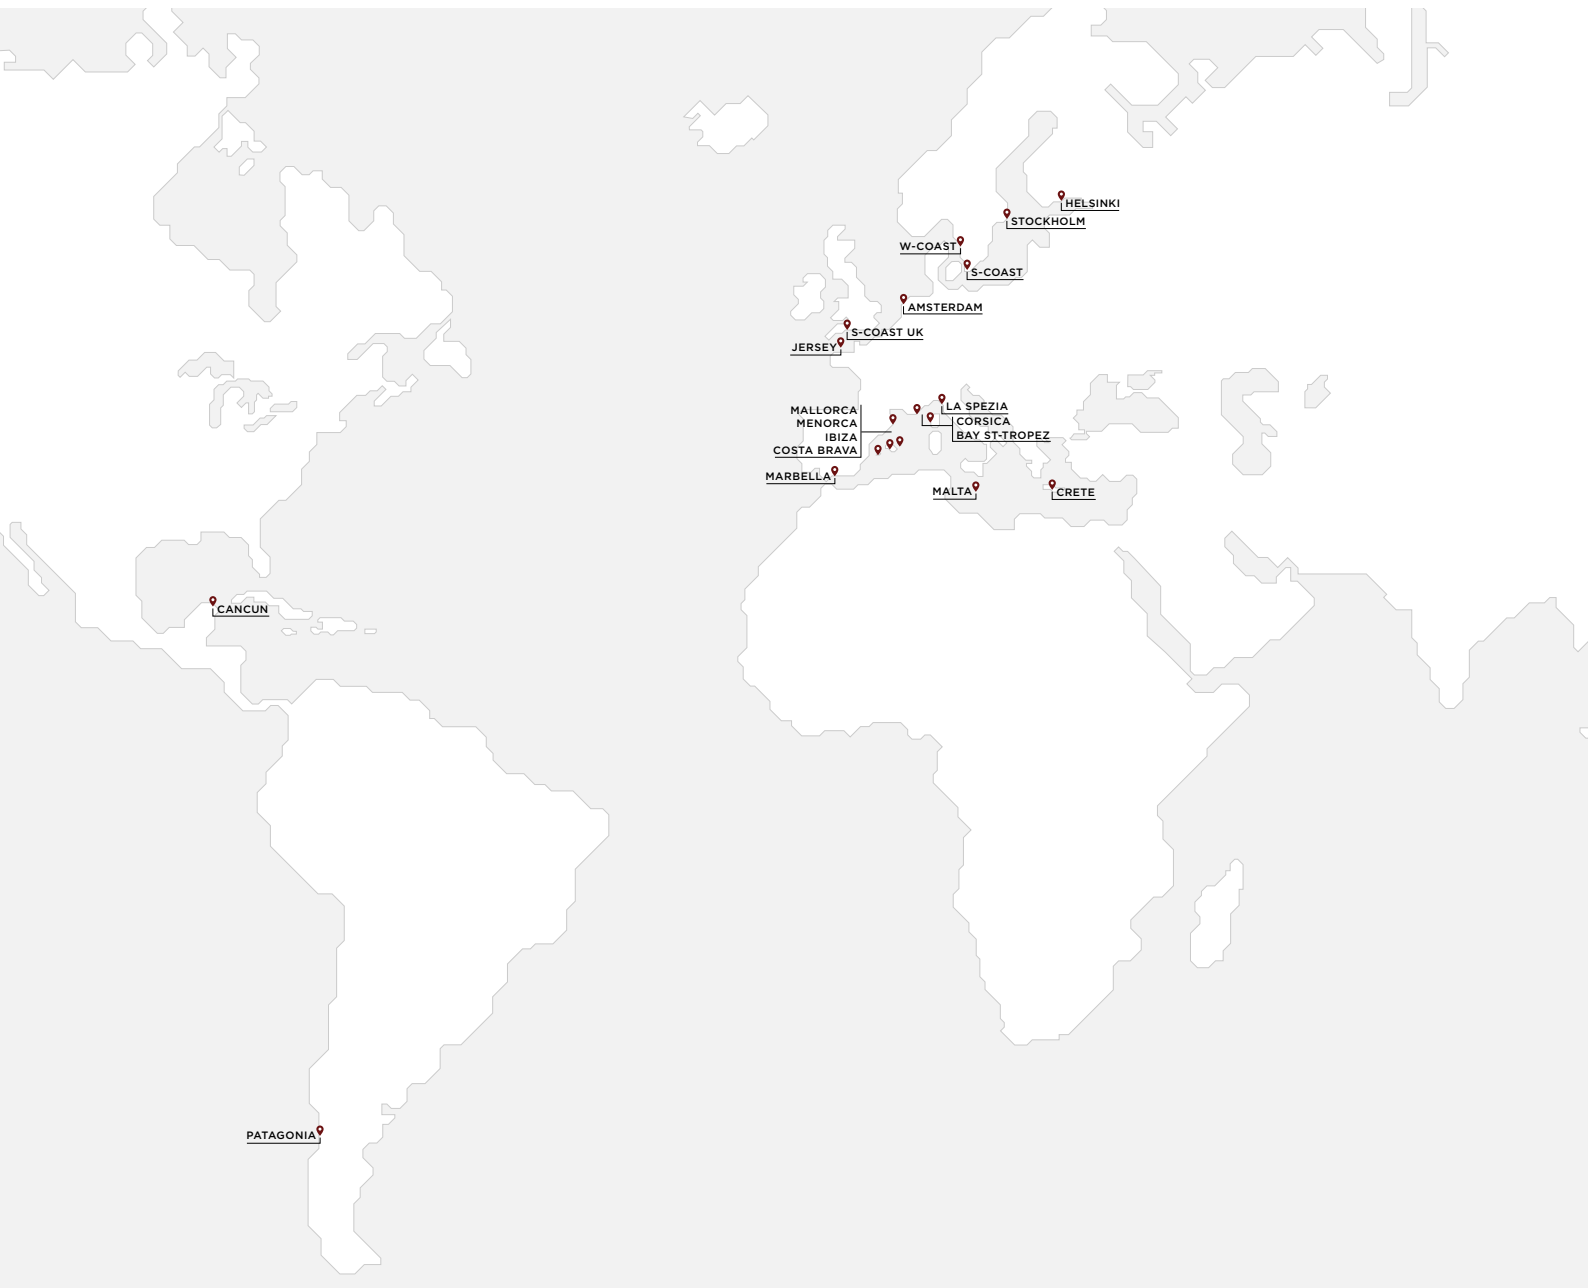 HELSINKI
STOCKHOLM
W-COAST
S-COAST
AMSTERDAM
S-COAST UK
JERSEY
LA SPEZIA
MALLORCA
CORSICA
MENORCA
BAY ST-TROPEZ
IBIZA
COSTA BRAVA
MARBELLA
MALTA
CRETE
CANCUN
PATAGONIA